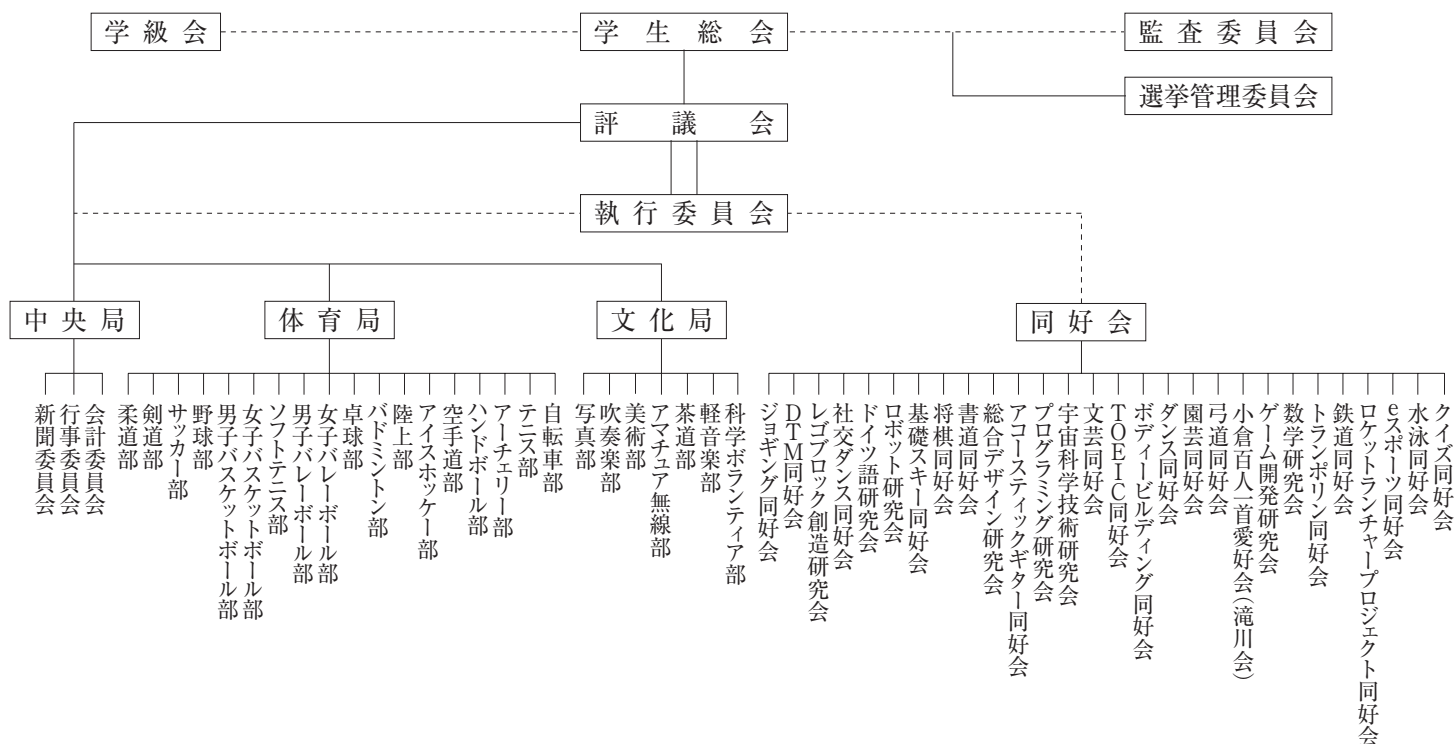 学級会
学生総会
監査委員会
選挙管理委員会
評議会
執行委員会
中央局
体育局
文化局
同好会
新聞委員会
行事委員会
会計委員会
柔道部
剣道部
サッカー部
野球部
男子バスケットボール部
女子バスケットボール部
ソフトテニス部
男子バレーボール部
女子バレーボール部
卓球部
バドミントン部
陸上部
アイスホッケー部
空手道部
ハンドボール部
アーチェリー部
テニス部
自転車部
写真部
吹奏楽部
美術部
アマチュア無線部
茶道部
軽音楽部
科学ボランティア部
ジョギング同好会
DTM同好会
レゴブロック創造研究会
社交ダンス同好会
ドイツ語研究会
ロボット研究会
基礎スキー同好会
将棋同好会
書道同好会
総合デザイン研究会
アコースティックギター同好会
プログラミング研究会
宇宙科学技術研究会
文芸同好会
TOEIC同好会
ボディービルディング同好会
ダンス同好会
園芸同好会
弓道同好会
小倉百人一首愛好会(滝川会)
ゲーム開発研究会
数学研究会
トランポリン同好会
鉄道同好会
ロケットランチャープロジェクト同好会
eスポーツ同好会
水泳同好会
クイズ同好会